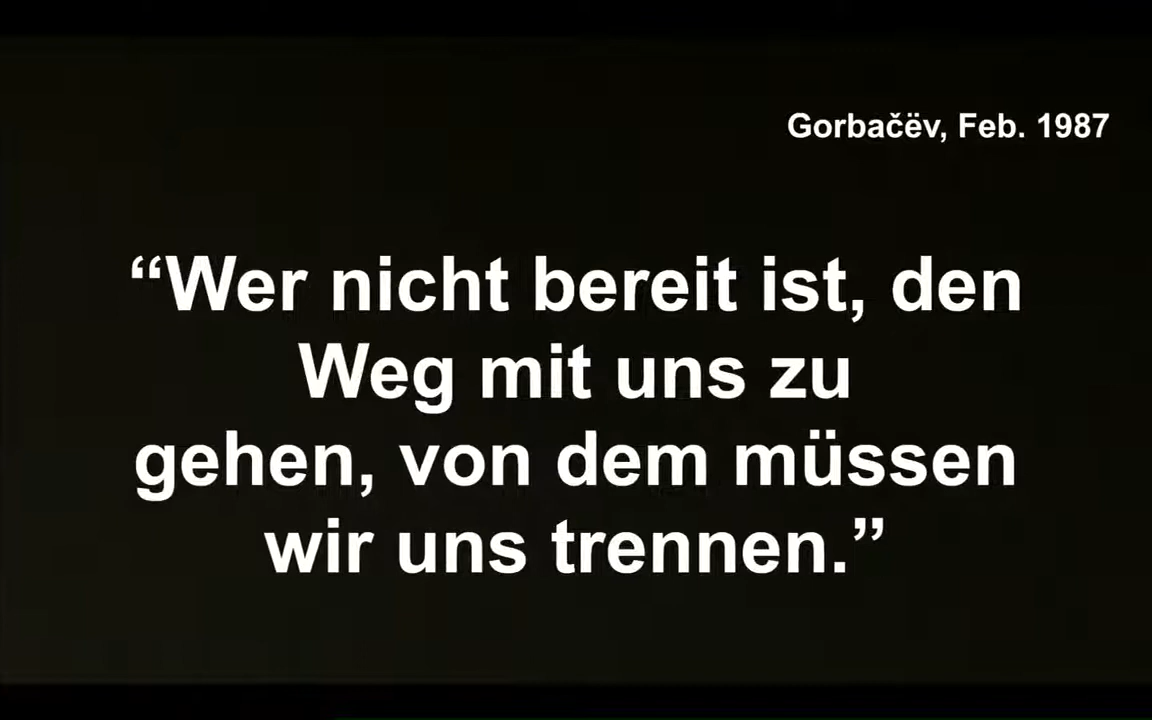 Gorbačëv, Feb. 1987
“Wer nicht bereit ist, den
Weg mit uns zu
gehen, von dem müssen
wir uns trennen.”